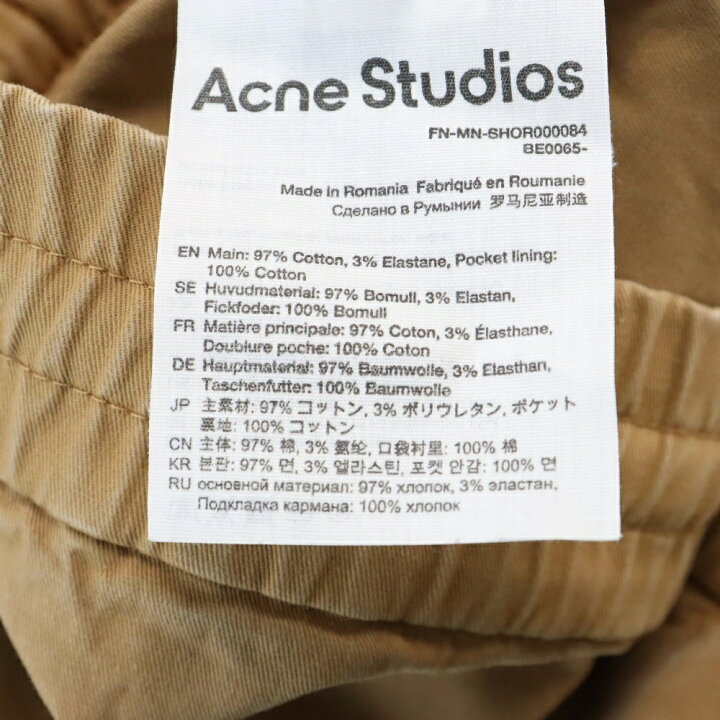 Acne Studios
FN-MN-SHOR000084
BE0065-
Made in Romania Fabriqué en Roumanie
Сделано в Румынии 罗马尼亚制造
EN Main: 97% Cotton, 3% Elastane, Pocket lining:
100% Cotton
SE Huvudmaterial: 97% Bomull, 3% Elastan,
Fickfoder: 100% Bomull
FR Matière principale: 97% Coton, 3% Élasthane,
Doublure poche: 100% Coton
DE Hauptmaterial: 97% Baumwolle, 3% Elasthan,
Taschenfutter: 100% Baumwolle
JP 主素材: 97% コットン, 3% ポリウレタン, ポケット
裏地: 100% コットン
CN 主体: 97% 棉, 3% 氨纶, 口袋衬里: 100% 棉
KR 본판: 97% 면, 3% 엘라스틴, 포켓 안감: 100% 면
RU основной материал: 97% хлопок, 3% эластан,
Подкладка кармана: 100% хлопок